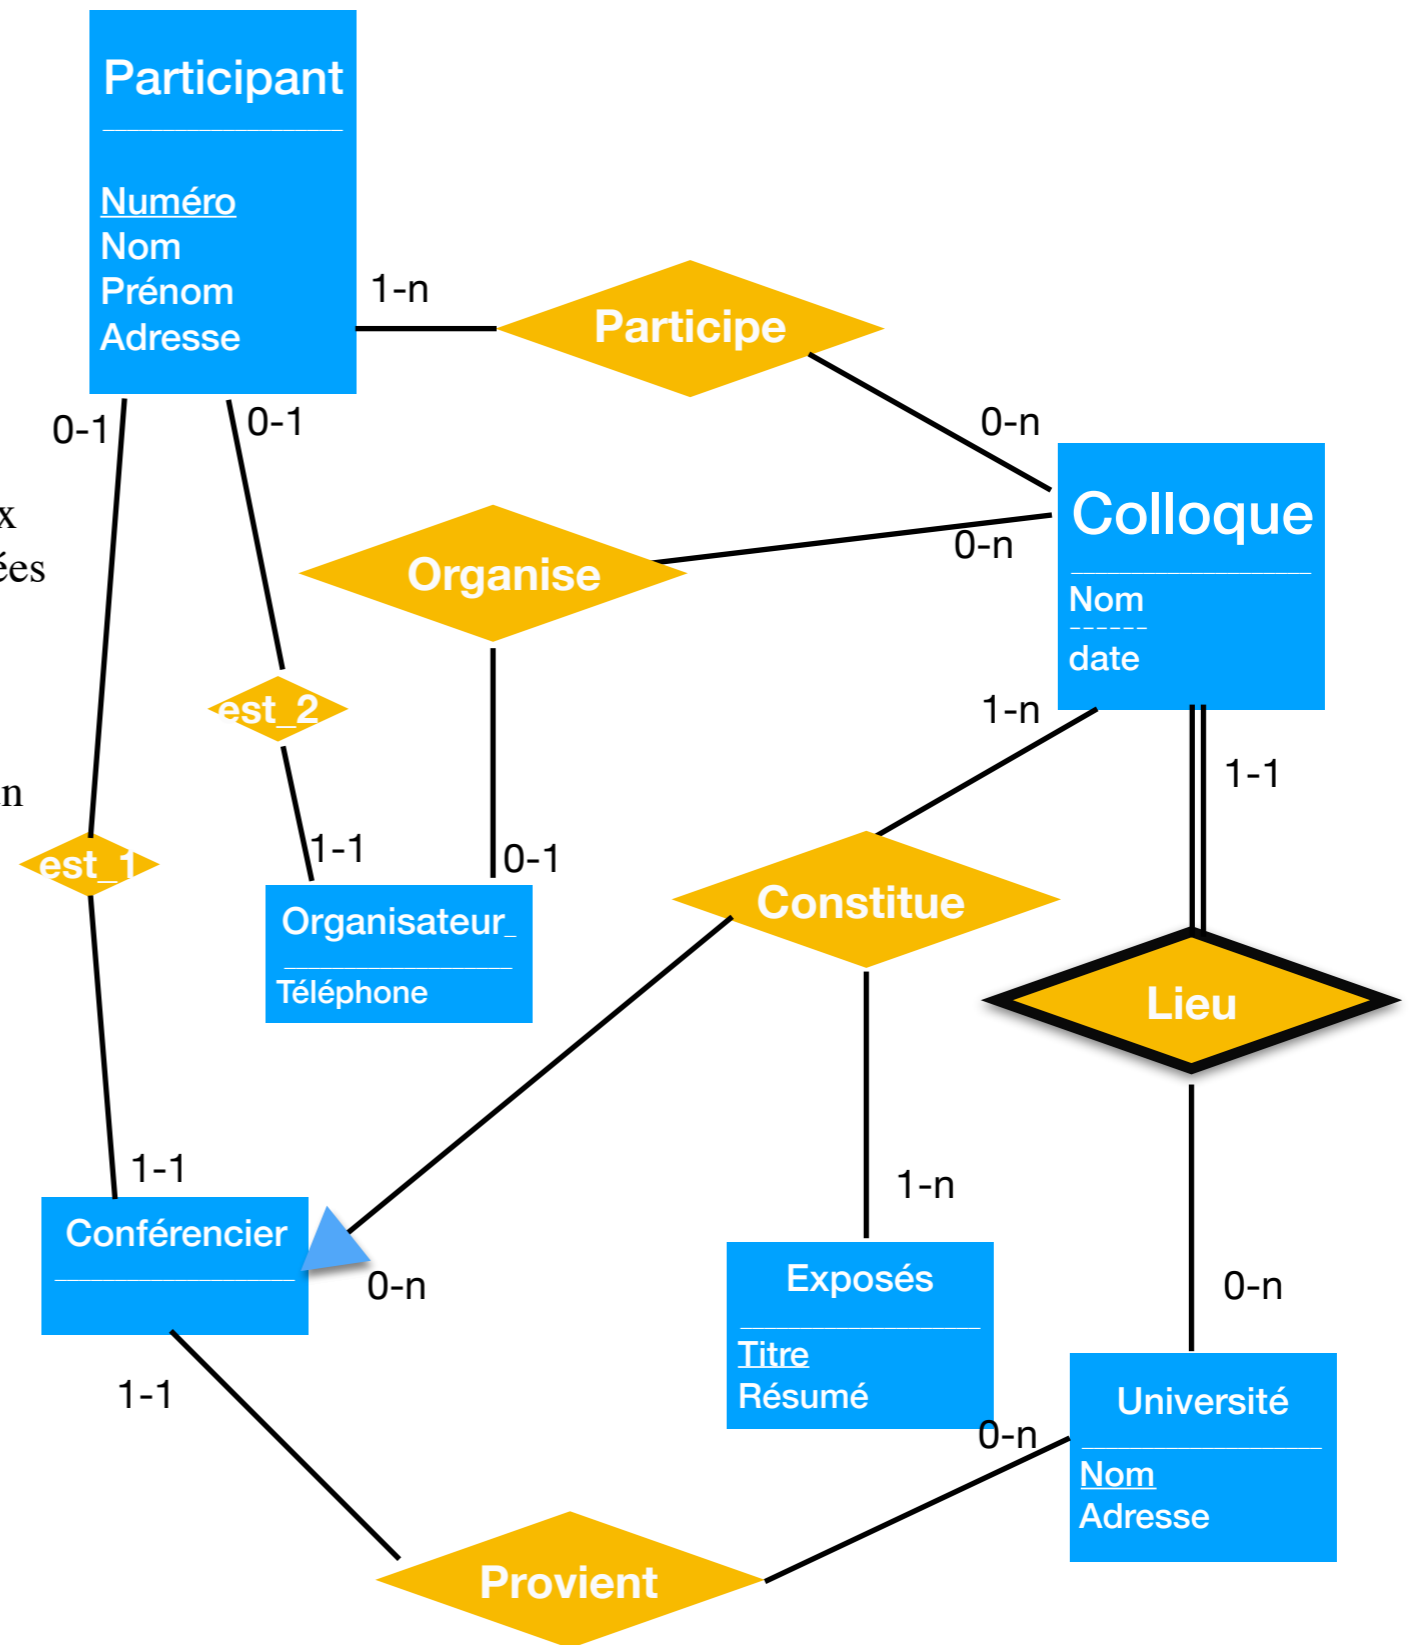 Participant
Numéro
Nom
Prénom
Adresse
1-n
Participe
0-n
0-1
0-1
Colloque
Nom
date
Organise
0-n
est_2
1-n
1-1
est_1
1-1
0-1
Organisateur_
Téléphone
Constitue
Lieu
1-1
Conférencier
0-n
1-n
Exposés
Titre
Résumé
0-n
Université
Nom
Adresse
1-1
0-n
Provient